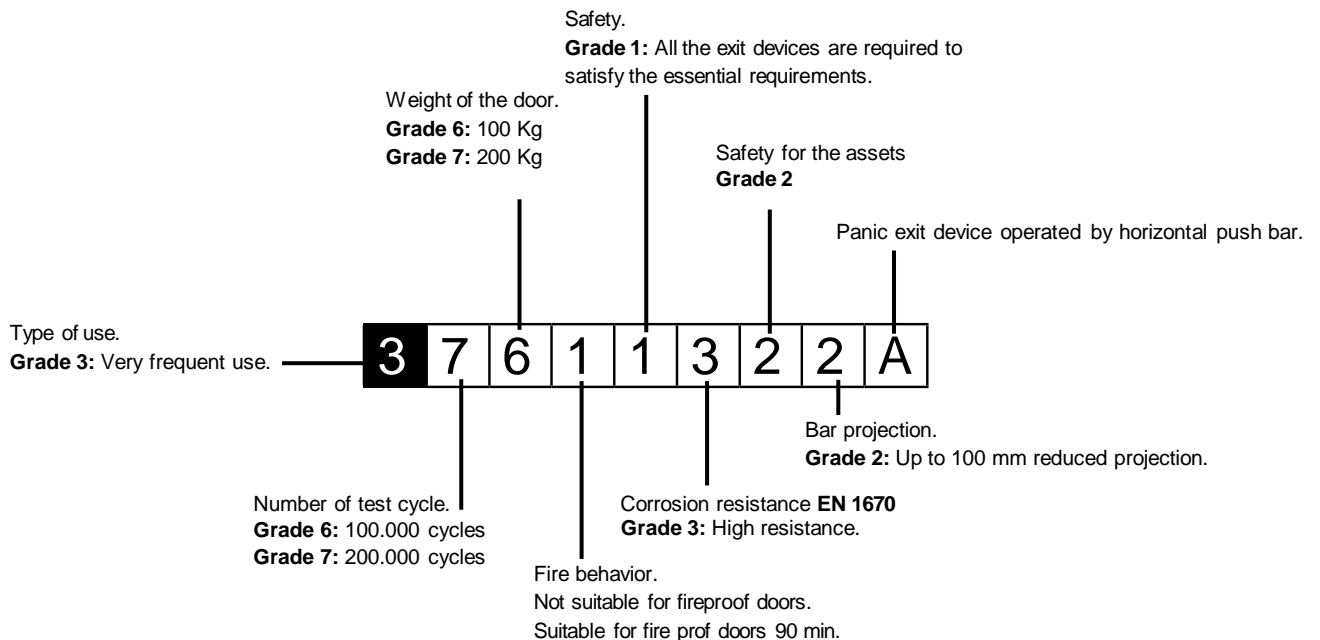 Safety.
Grade 1: All the exit devices are required to
satisfy the essential requirements.
Weight of the door.
Grade 6: 100 Kg
Grade 7: 200 Kg
Safety for the assets
Grade 2
Panic exit device operated by horizontal push bar.
Type of use.
Grade 3: Very frequent use.
3 7 6 1 1 3 2 2 A
Bar projection.
Grade 2: Up to 100 mm reduced projection.
Number of test cycle.
Grade 6: 100.000 cycles
Grade 7: 200.000 cycles
Corrosion resistance EN 1670
Grade 3: High resistance.
Fire behavior.
Not suitable for fireproof doors.
Suitable for fire prof doors 90 min.